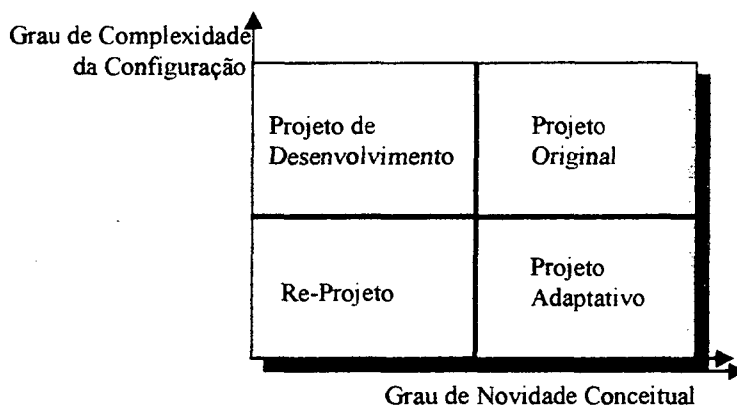 Grau de Complexidade
da Configuração
Projeto de
Desenvolvimento
Projeto
Original
Re-Projeto
Projeto
Adaptativo
Grau de Novidade Conceitual